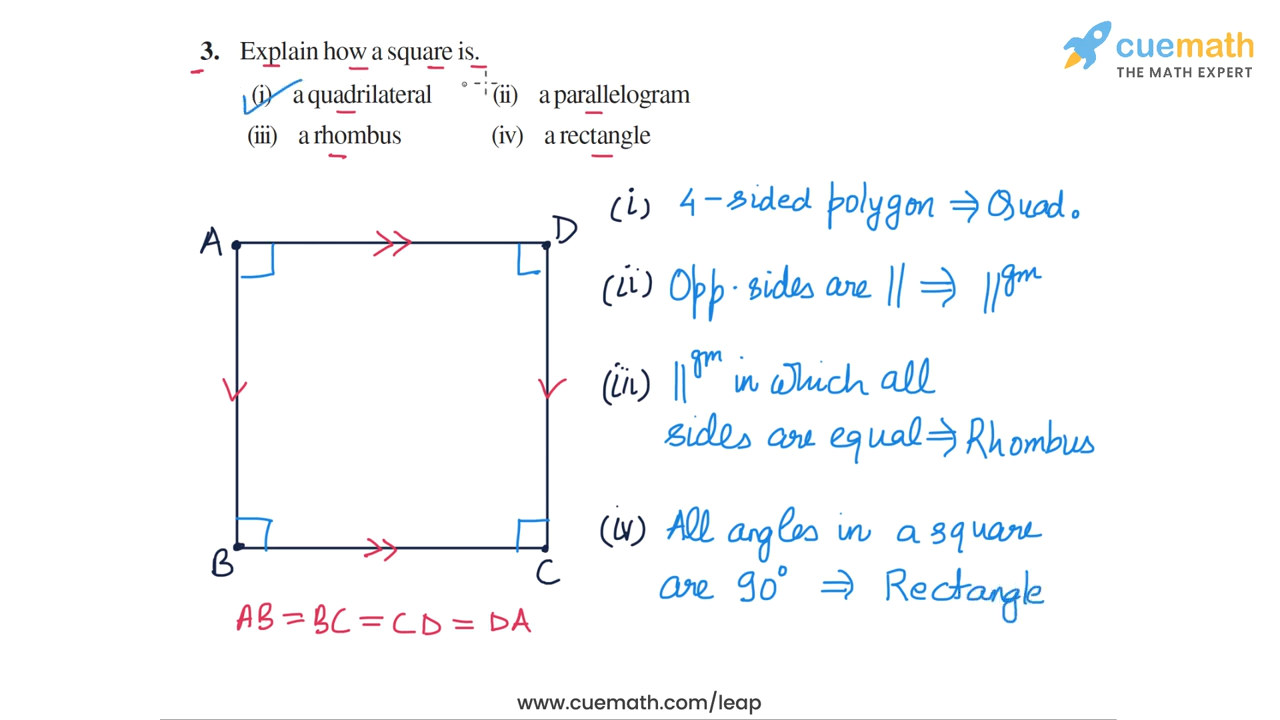 3. Explain how a square is.
(i) a quadrilateral (ii) a parallelogram
(iii) a rhombus (iv) a rectangle
cuemath
THE MATH EXPERT
A D
B C
AB = BC = CD = DA
(i) 4-sided polygon ⇒ Quad.
(ii) Opp. sides are || ⇒ ||gm
(iii) ||gm in which all
sides are equal ⇒ Rhombus
(iv) All angles in a square
are 90° ⇒ Rectangle
www.cuemath.com/leap